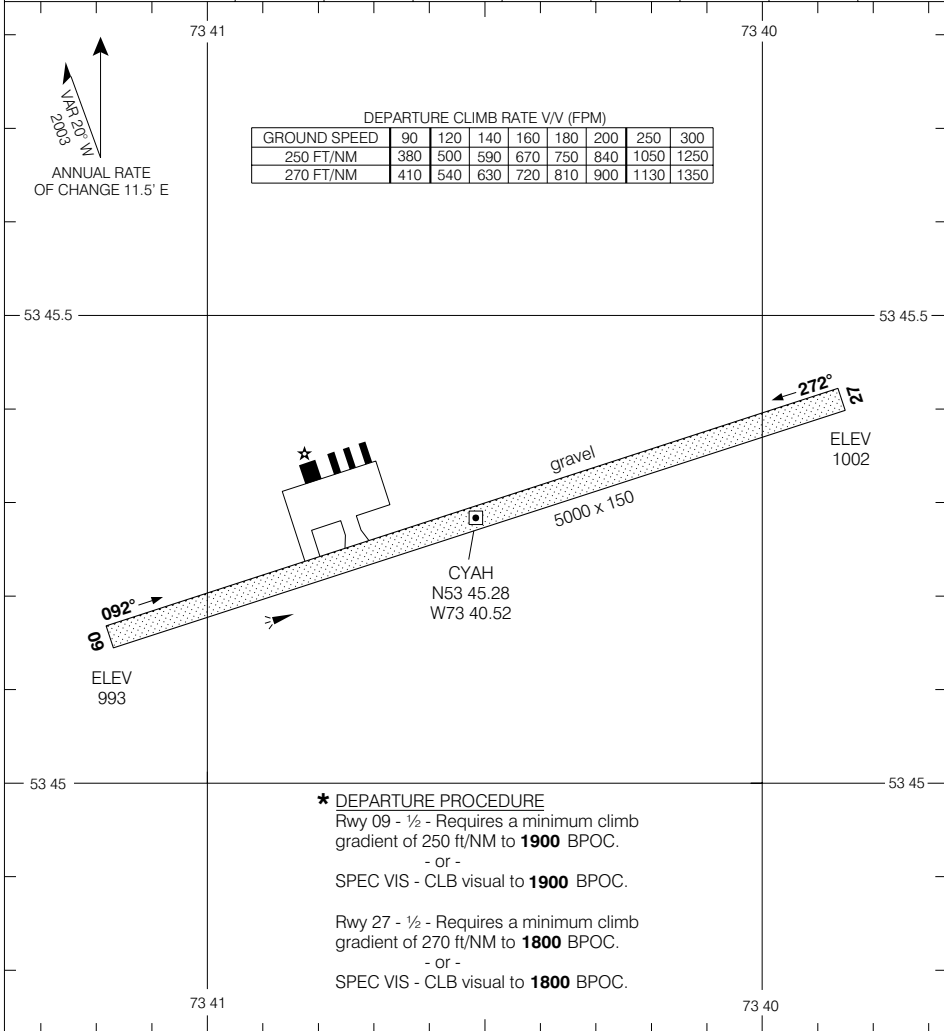 73 41
73 40
VAR 20° W
2003
ANNUAL RATE
OF CHANGE 11.5' E
DEPARTURE CLIMB RATE V/V (FPM)
GROUND SPEED 90 120 140 160 180 200 250 300
250 FT/NM 380 500 590 670 750 840 1050 1250
270 FT/NM 410 540 630 720 810 900 1130 1350
53 45.5
53 45.5
272°
27
ELEV
1002
gravel
5000 x 150
CYAH
N53 45.28
W73 40.52
092°
09
ELEV
993
53 45
53 45
* DEPARTURE PROCEDURE
Rwy 09 - ½ - Requires a minimum climb
gradient of 250 ft/NM to 1900 BPOC.
- or -
SPEC VIS - CLB visual to 1900 BPOC.
Rwy 27 - ½ - Requires a minimum climb
gradient of 270 ft/NM to 1800 BPOC.
- or -
SPEC VIS - CLB visual to 1800 BPOC.
73 41
73 40